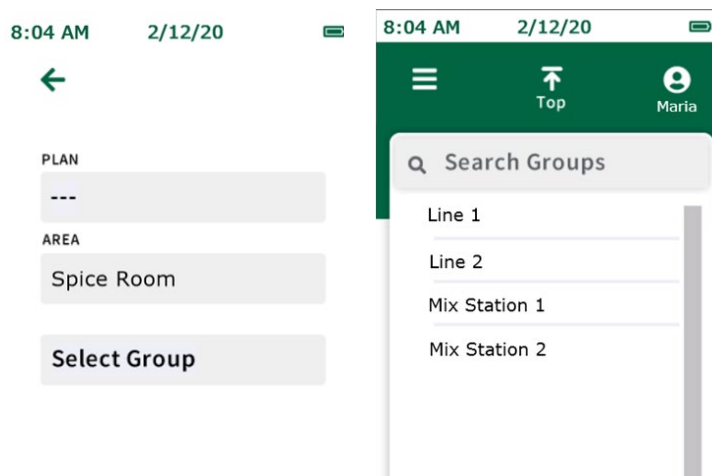 8:04 AM 2/12/20
PLAN
---
AREA
Spice Room
Select Group
8:04 AM 2/12/20
Top
Maria
Search Groups
Line 1
Line 2
Mix Station 1
Mix Station 2